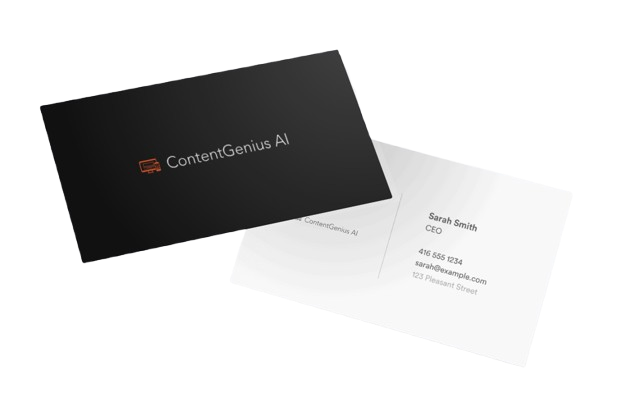 ContentGenius AI
ContentGenius AI
Sarah Smith
CEO
416 555 1234
sarah@example.com
123 Pleasant Street